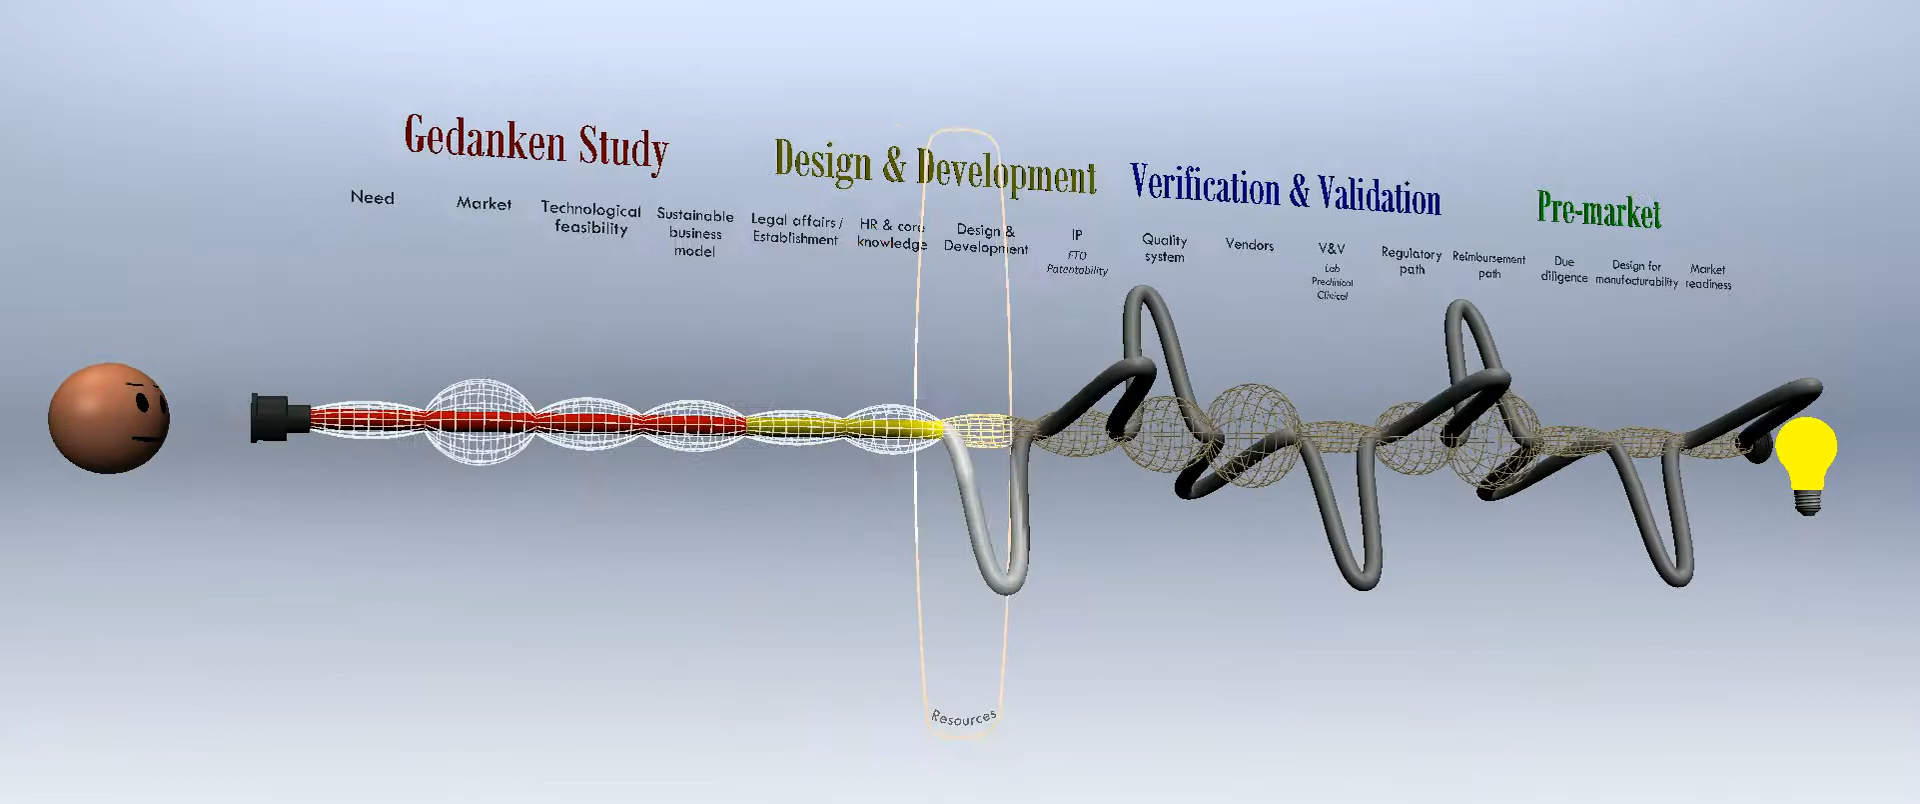 Gedanken Study
Design & Development
Verification & Validation
Pre-market
Need
Market
Technological
feasibility
Sustainable
business
model
Legal affairs /
Establishment
HR & core
knowledge
Design &
Development
IP
FTO
Patentability
Quality
system
Vendors
V&V
Lab
Preclinical
Clinical
Regulatory
path
Reimbursement
path
Due
diligence
Design for
manufacturability
Market
readiness
Resources